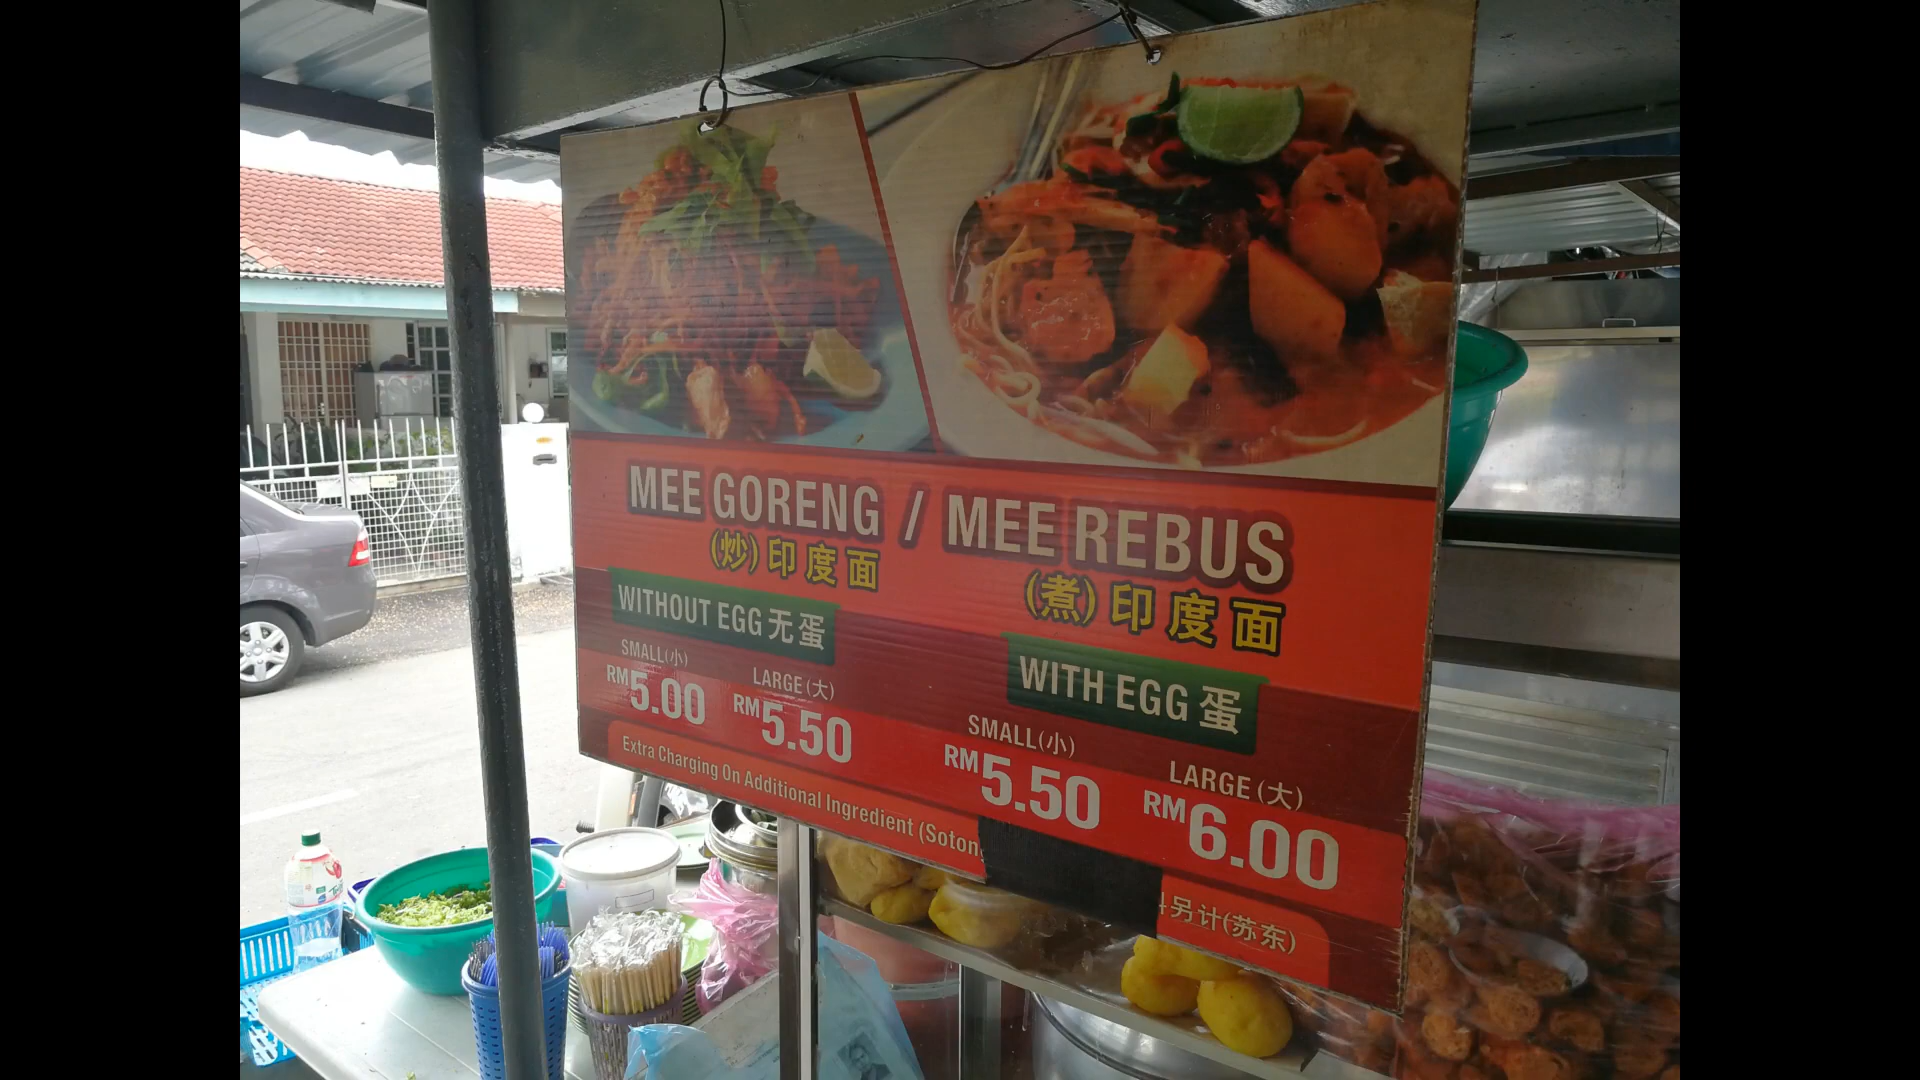 MEE GORENG / MEE REBUS
(炒)印度面
(煮)印度面
WITHOUT EGG 无蛋
SMALL(小)
RM5.00
LARGE(大)
RM5.50
WITH EGG 蛋
SMALL(小)
RM5.50
LARGE(大)
RM6.00
Extra Charging On Additional Ingredient (Soton
另计(苏东)